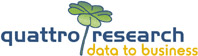 quattro research
data to business